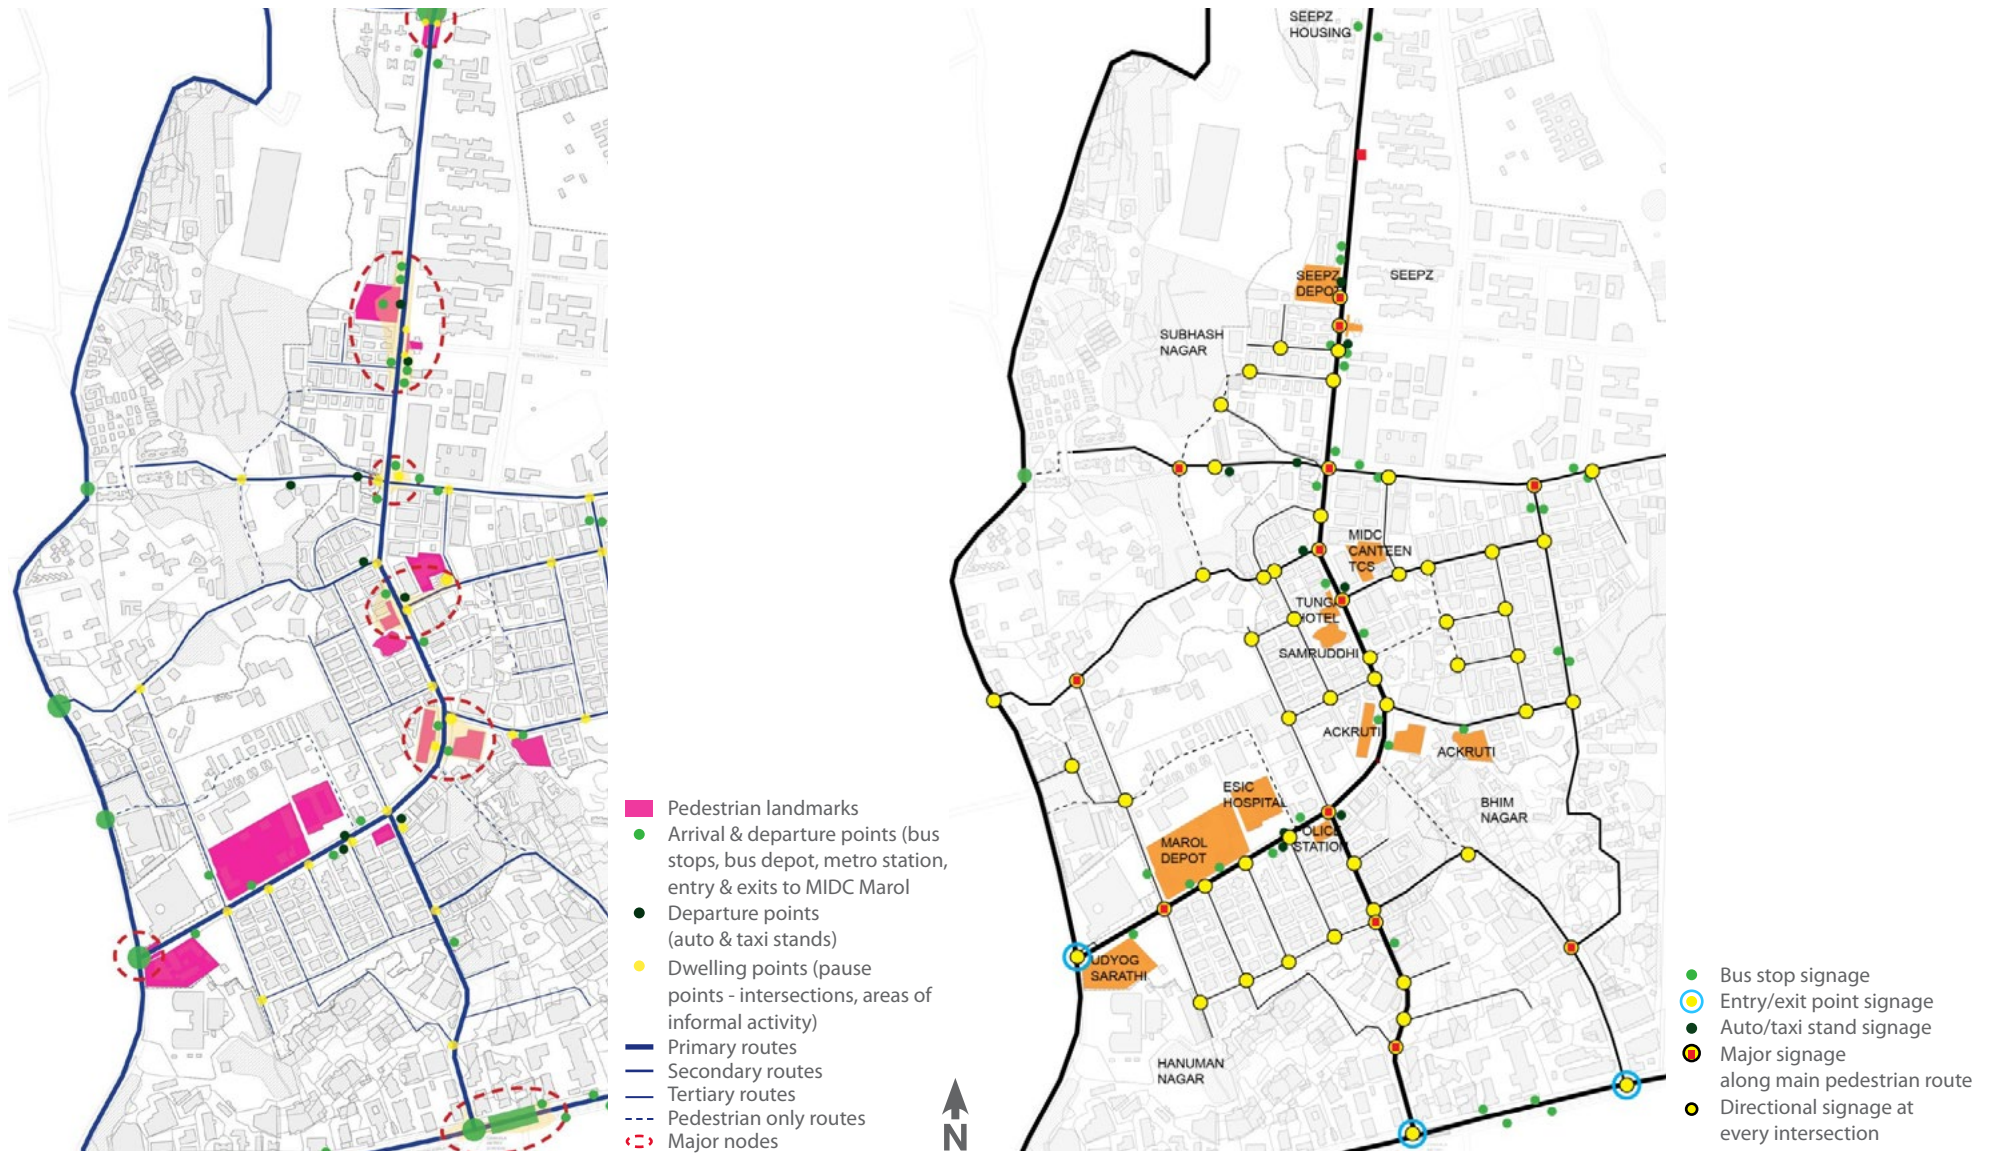 Pedestrian landmarks
Arrival & departure points (bus
stops, bus depot, metro station,
entry & exits to MIDC Marol
Departure points
(auto & taxi stands)
Dwelling points (pause
points - intersections, areas of
informal activity)
Primary routes
Secondary routes
Tertiary routes
Pedestrian only routes
Major nodes
N
SEEPZ
HOUSING
SEEPZ
DEPOT
SEEPZ
SUBHASH
NAGAR
MIDC
CANTEEN
TCS
TUNGA
HOTEL
SAMRUDDHI
ACKRUTI
ACKRUTI
ESIC
HOSPITAL
BHIM
NAGAR
MAROL
DEPOT
POLICE
STATION
UDYOG
SARATHI
HANUMAN
NAGAR
Bus stop signage
Entry/exit point signage
Auto/taxi stand signage
Major signage
along main pedestrian route
Directional signage at
every intersection